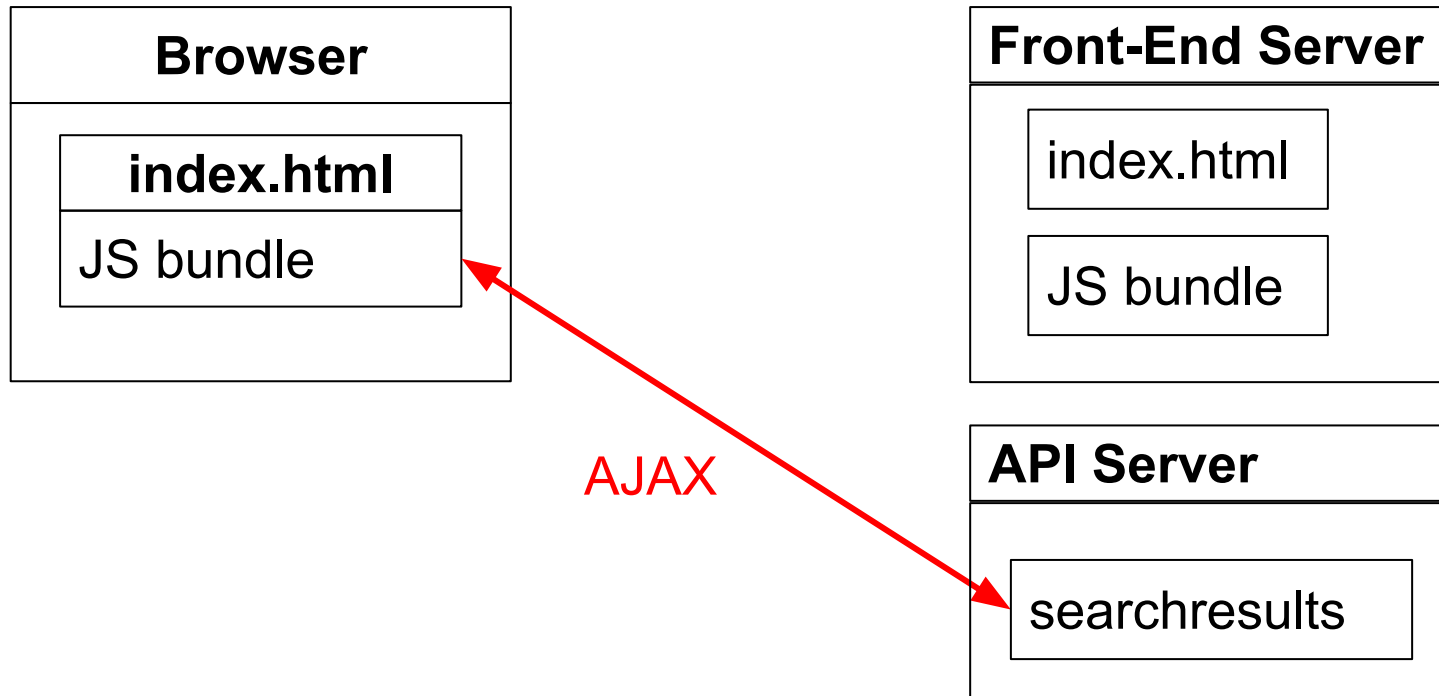 Browser
index.html
JS bundle
AJAX
Front-End Server
index.html
JS bundle
API Server
searchresults